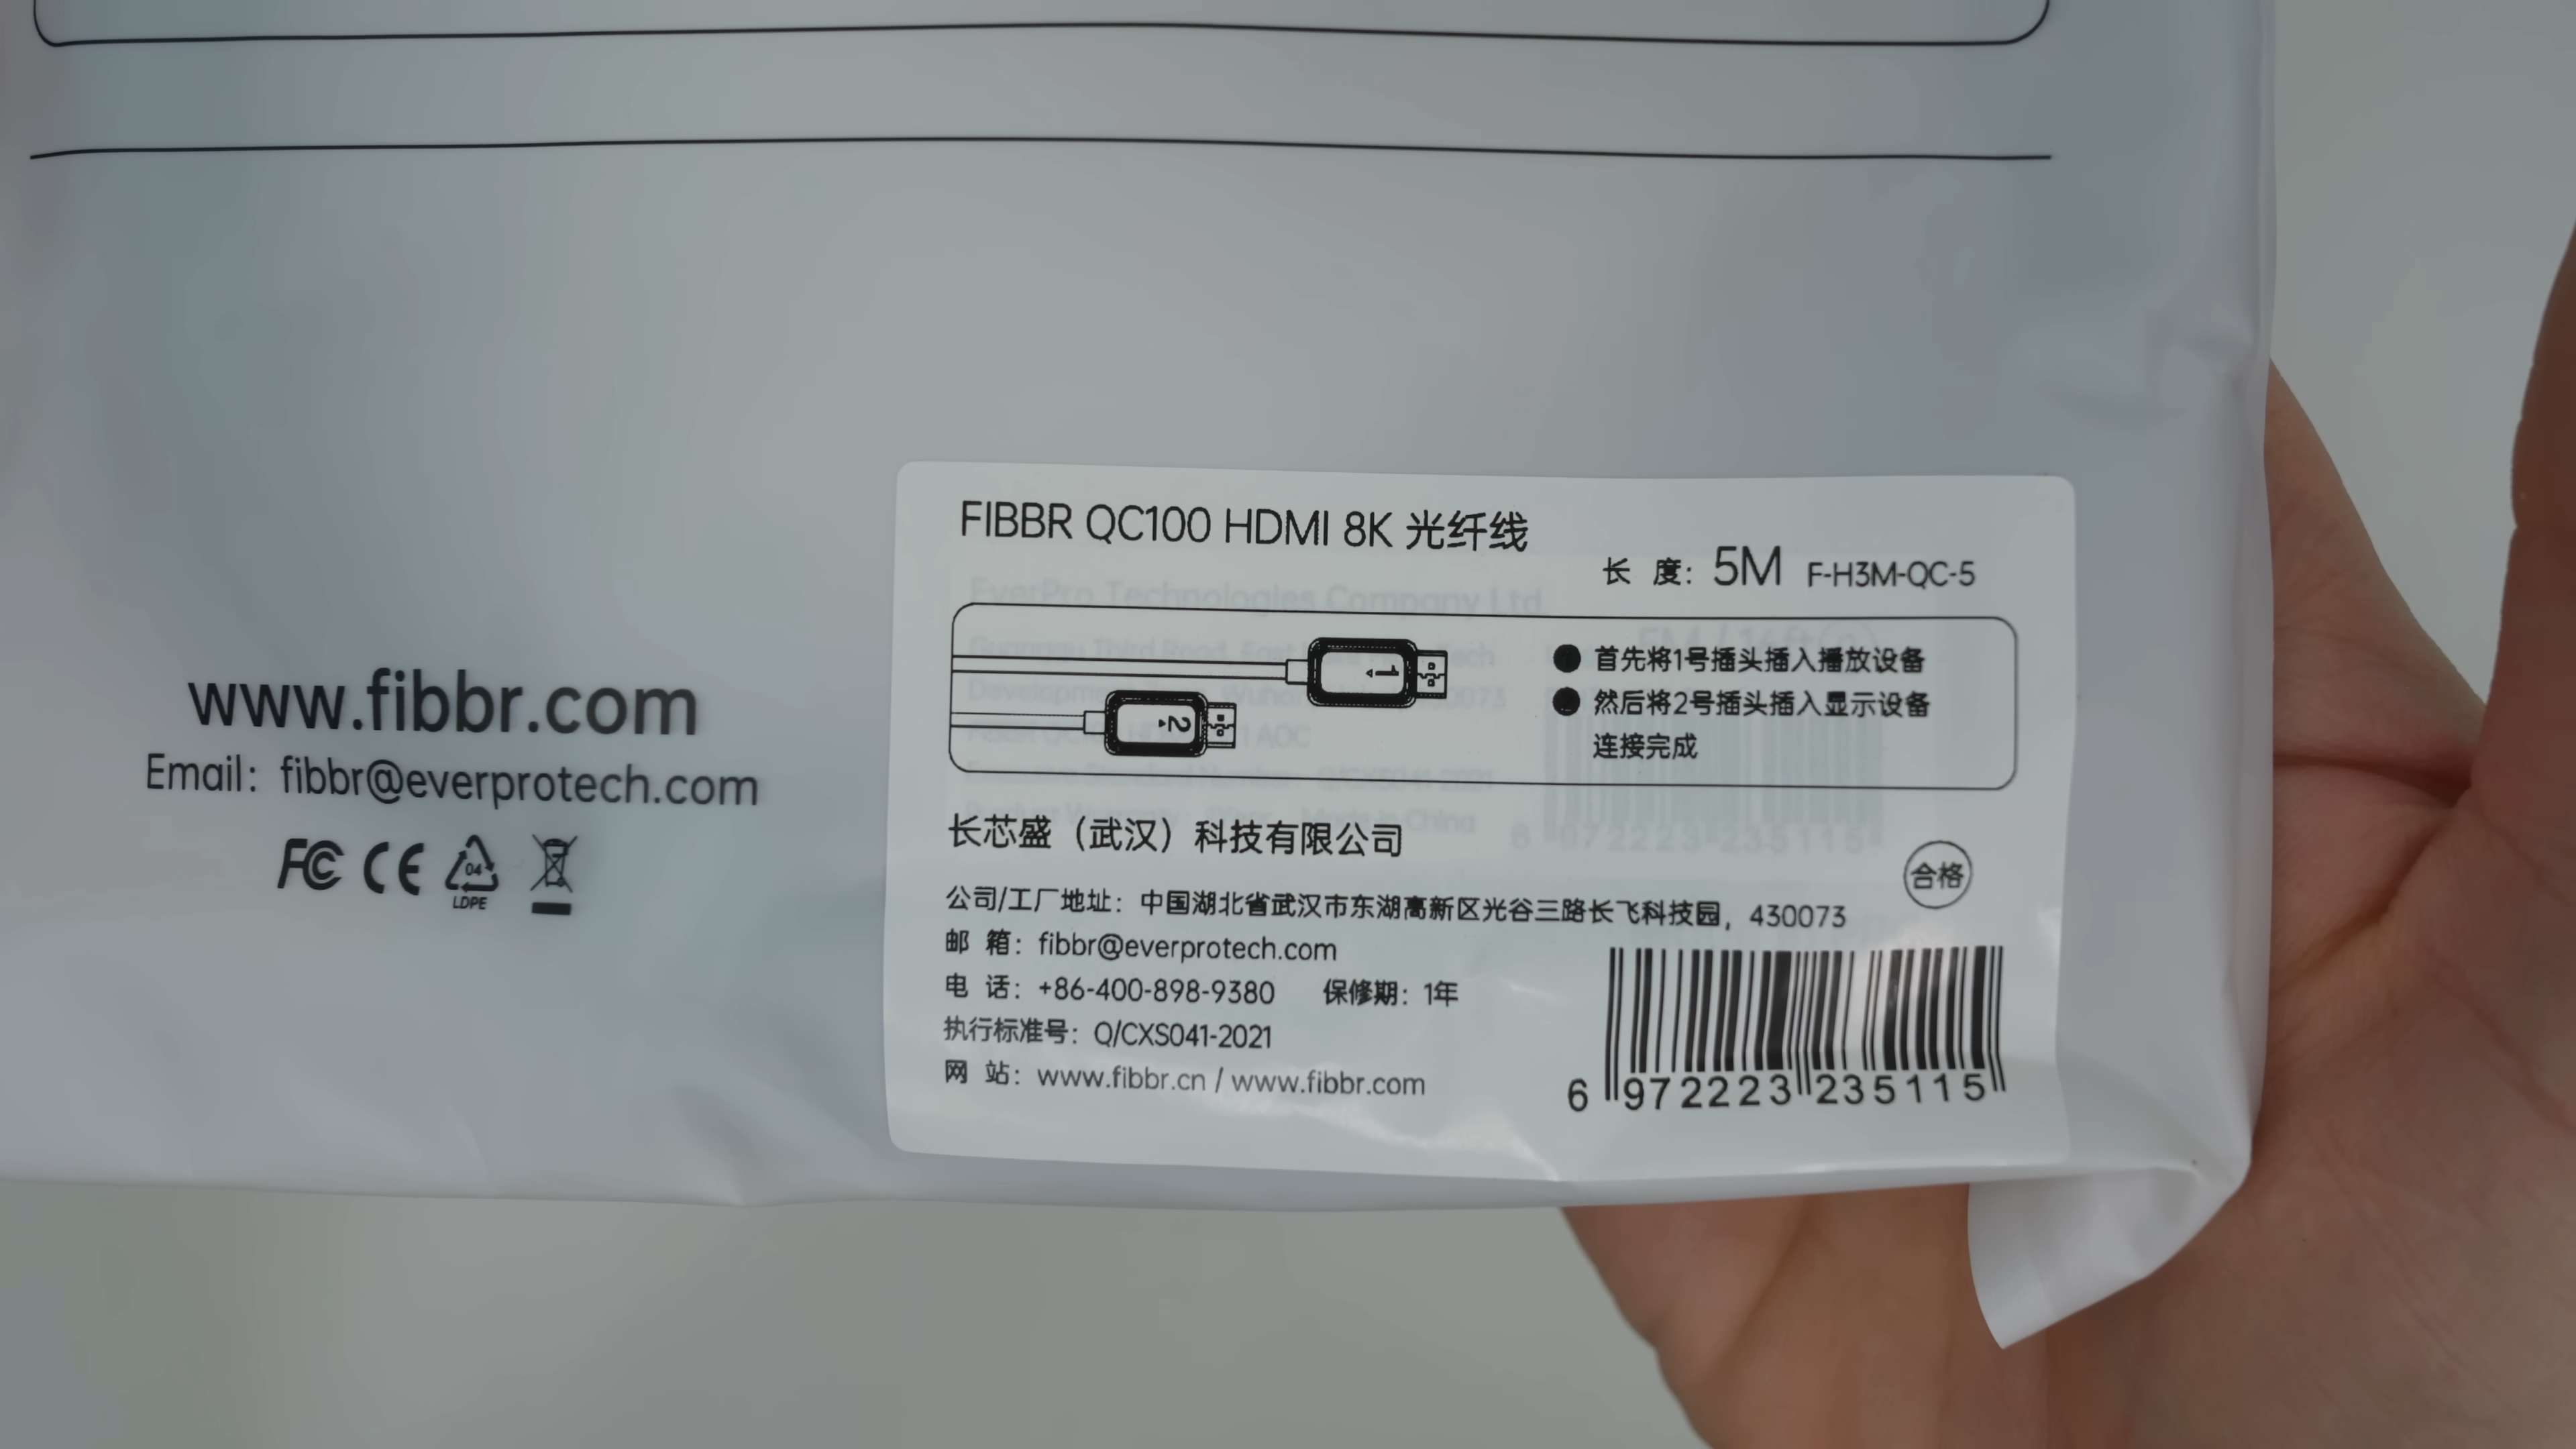 FIBBR QC100 HDMI 8K 光纤线
长 度：5M F-H3M-QC-5
1
2
首先将1号插头插入播放设备
然后将2号插头插入显示设备
连接完成
长芯盛（武汉）科技有限公司
合格
公司/工厂地址：中国湖北省武汉市东湖高新区光谷三路长飞科技园，430073
邮 箱：fibbr@everprotech.com
电 话：+86-400-898-9380 保修期：1年
执行标准号：Q/CXS041-2021
网 站：www.fibbr.cn / www.fibbr.com
6 972223 235115
www.fibbr.com
Email：fibbr@everprotech.com
FC CE 04
LDPE
EverPro Technologies Company Ltd.